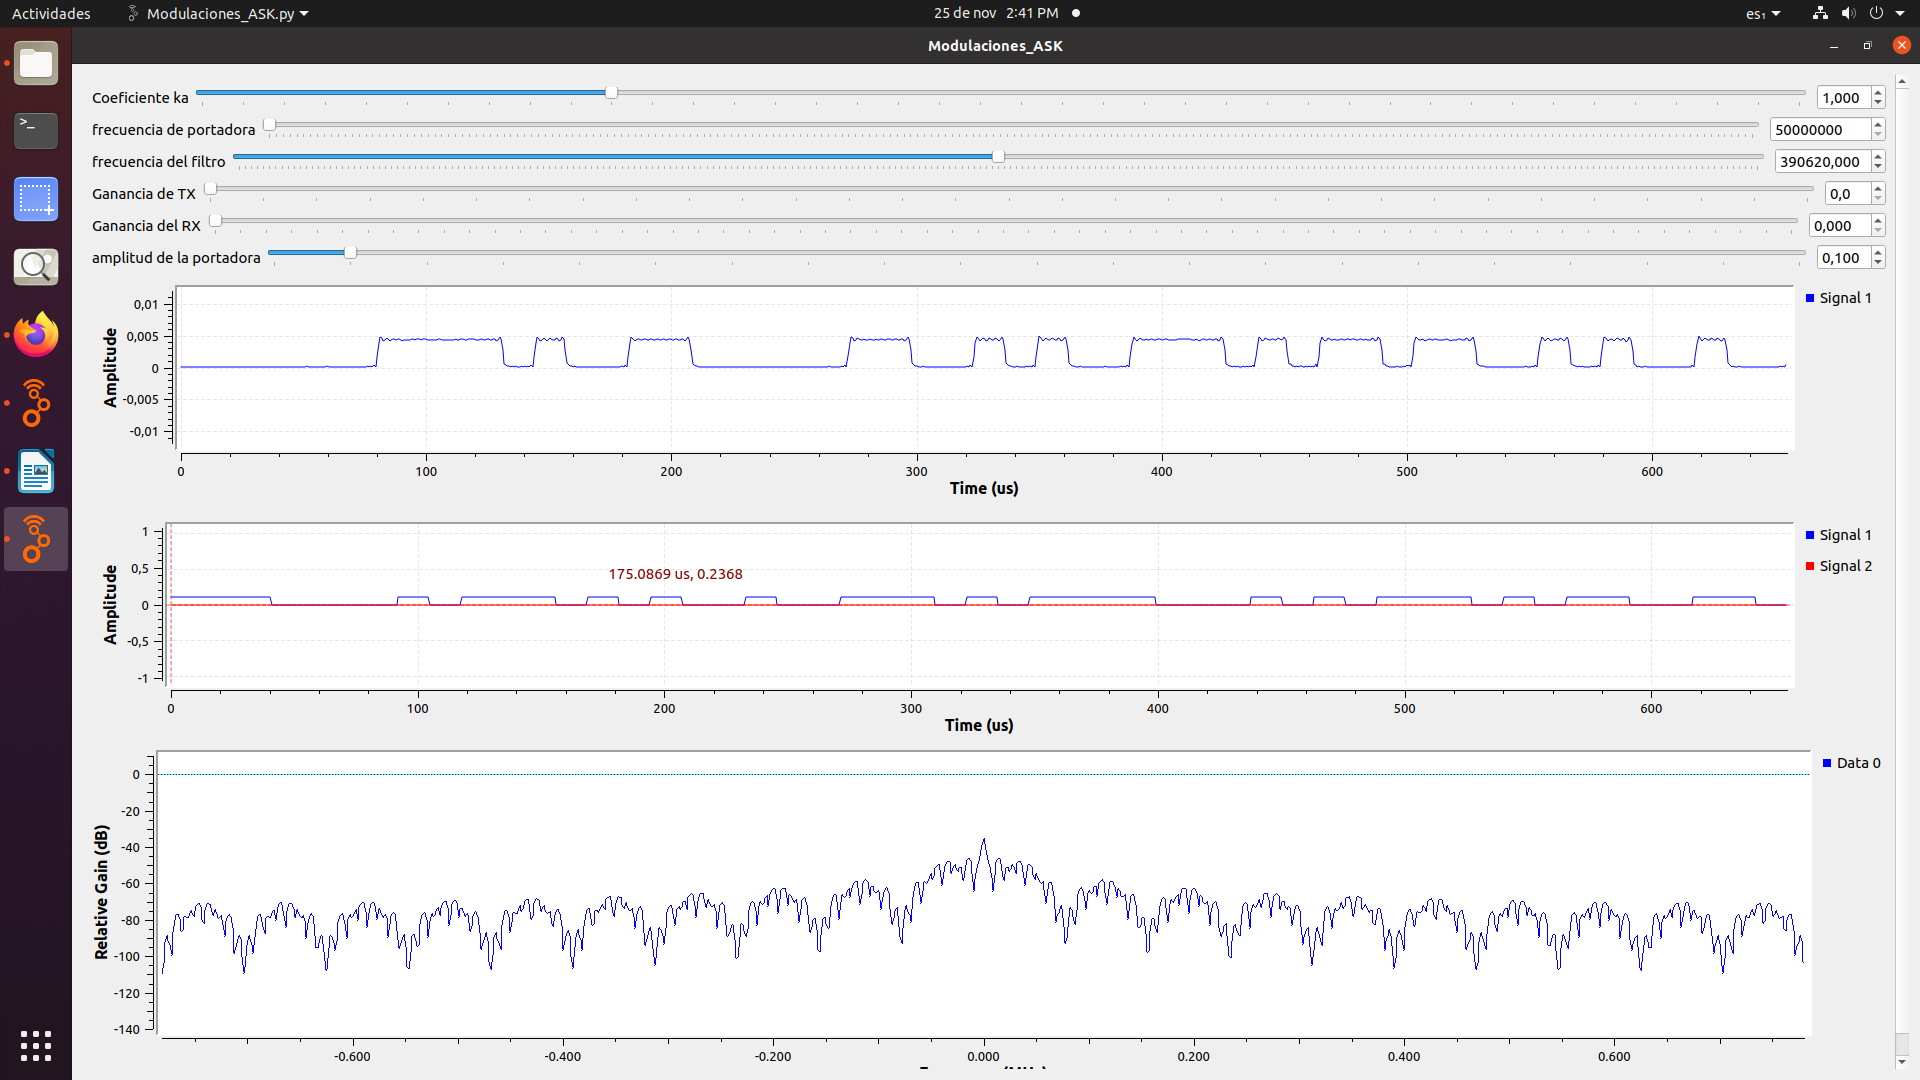 Actividades
Modulaciones_ASK.py
25 de nov 2:41 PM
es₁
Modulaciones_ASK
Coeficiente ka
1,000
frecuencia de portadora
50000000
frecuencia del filtro
390620,000
Ganancia de TX
0,0
Ganancia del RX
0,000
amplitud de la portadora
0,100
Signal 1
Amplitude
0,01
0,005
0
-0,005
-0,01
0 100 200 300 400 500 600
Time (us)
Signal 1
Signal 2
Amplitude
1
0,5
0
-0,5
-1
175.0869 us, 0.2368
0 100 200 300 400 500 600
Time (us)
Data 0
Relative Gain (dB)
0
-20
-40
-60
-80
-100
-120
-140
-0.600 -0.400 -0.200 0.000 0.200 0.400 0.600